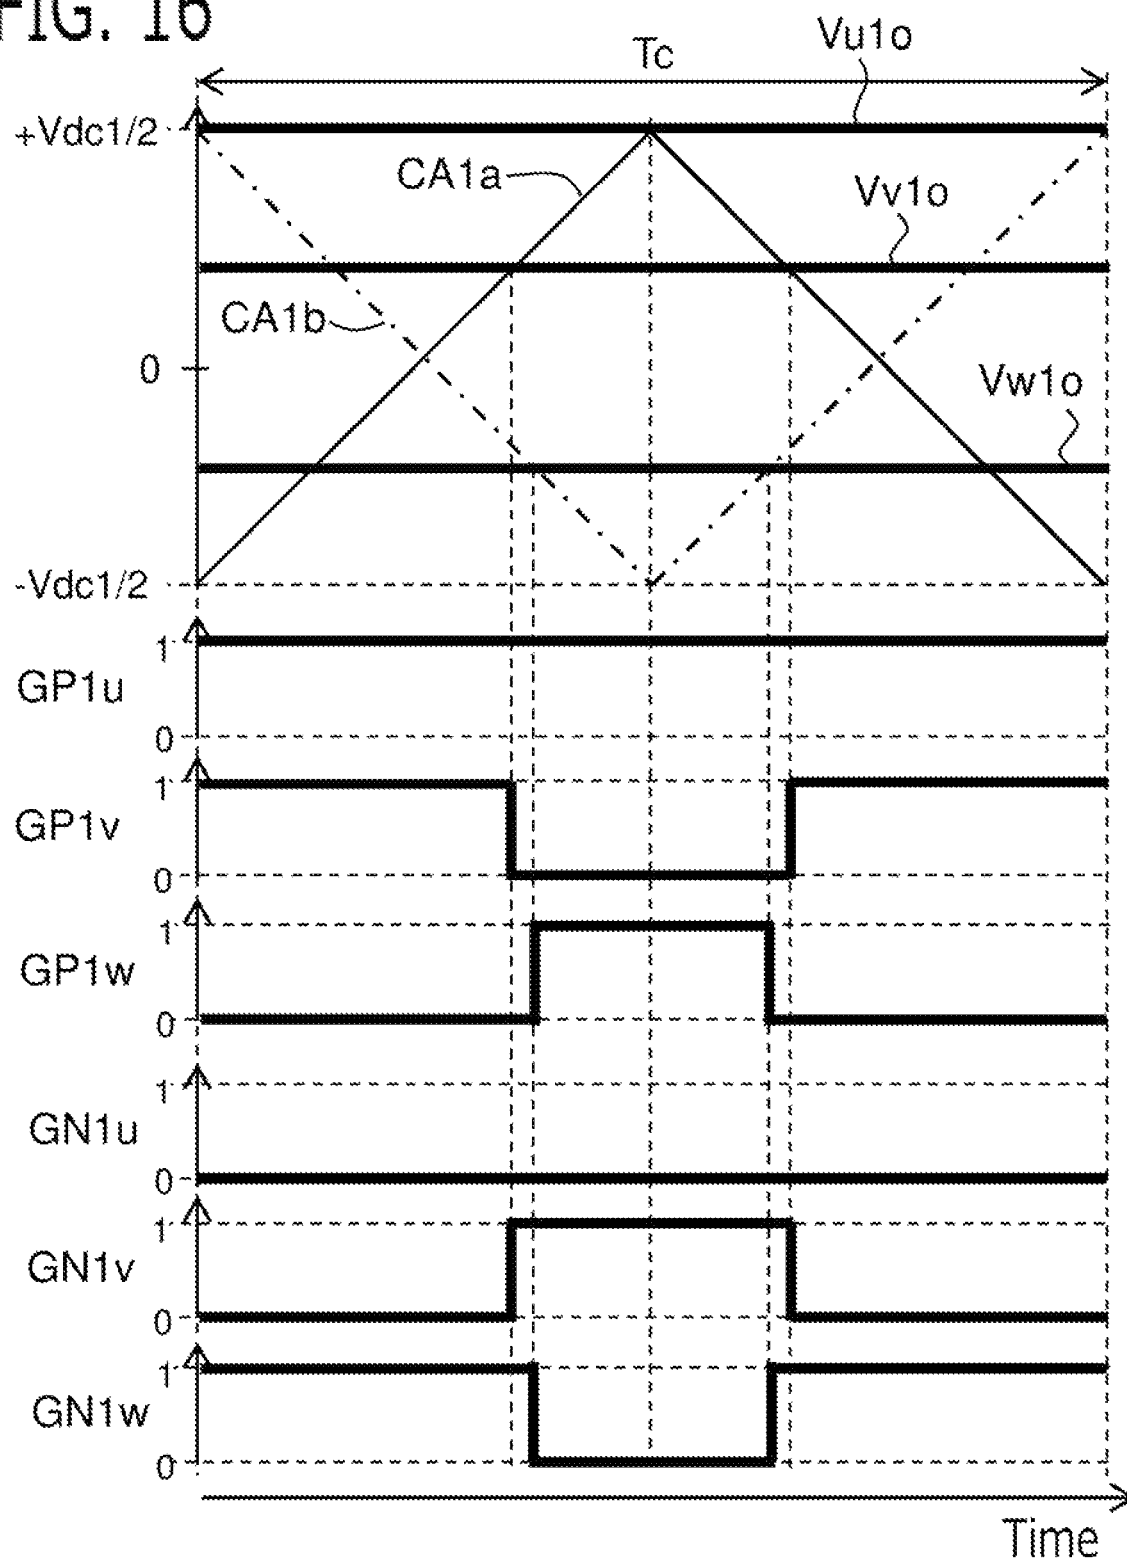 FIG. 16
Tc
Vu1o
+Vdc1/2
CA1a
Vv1o
CA1b
0
Vw1o
-Vdc1/2
1
GP1u
0
1
GP1v
0
1
GP1w
0
1
GN1u
0
1
GN1v
0
1
GN1w
0
Time